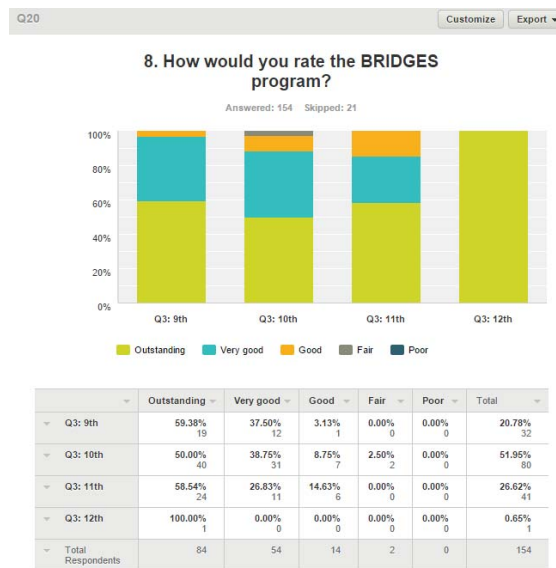 Q20
Customize Export
8. How would you rate the BRIDGES
program?
Answered: 154 Skipped: 21
100%
80%
60%
40%
20%
0%
Q3: 9th Q3: 10th Q3: 11th Q3: 12th
Outstanding Very good Good Fair Poor
Outstanding Very good Good Fair Poor Total
Q3: 9th 59.38% 37.50% 3.13% 0.00% 0.00% 20.78%
19 12 1 0 0 32
Q3: 10th 50.00% 38.75% 8.75% 2.50% 0.00% 51.95%
40 31 7 2 0 80
Q3: 11th 58.54% 26.83% 14.63% 0.00% 0.00% 26.62%
24 11 6 0 0 41
Q3: 12th 100.00% 0.00% 0.00% 0.00% 0.00% 0.65%
1 0 0 0 0 1
Total 84 54 14 2 0 154
Respondents